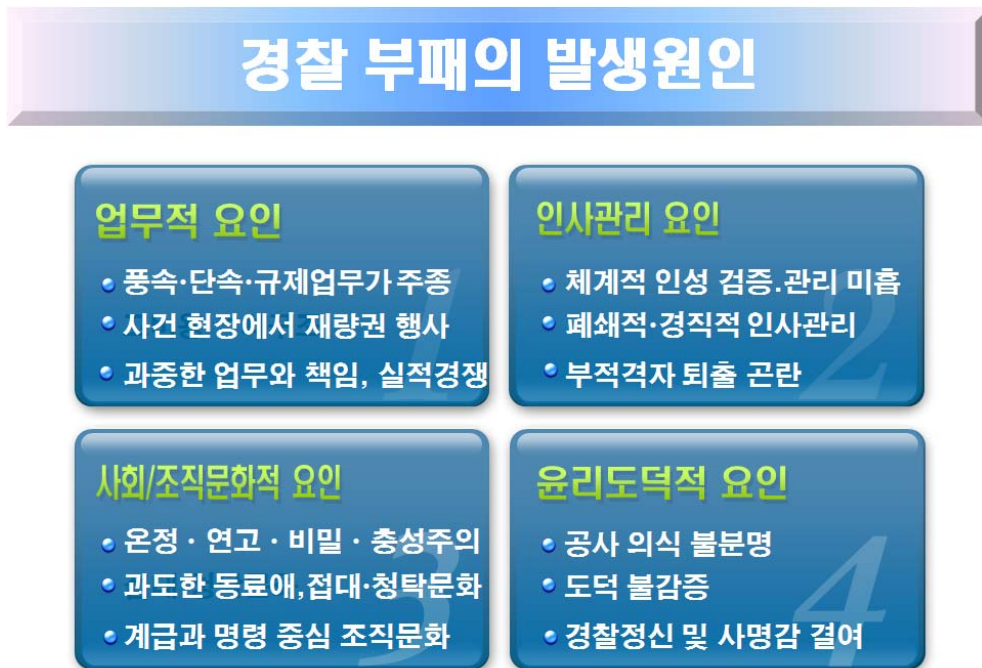 경찰 부패의 발생원인
업무적 요인
풍속·단속·규제업무가 주종
사건 현장에서 재량권 행사
과중한 업무와 책임, 실적경쟁
1
인사관리 요인
체계적 인성 검증.관리 미흡
폐쇄적·경직적 인사관리
부적격자 퇴출 곤란
2
사회/조직문화적 요인
온정·연고·비밀·충성주의
과도한 동료애,접대·청탁문화
계급과 명령 중심 조직문화
3
윤리도덕적 요인
공사 의식 불분명
도덕 불감증
경찰정신 및 사명감 결여
4